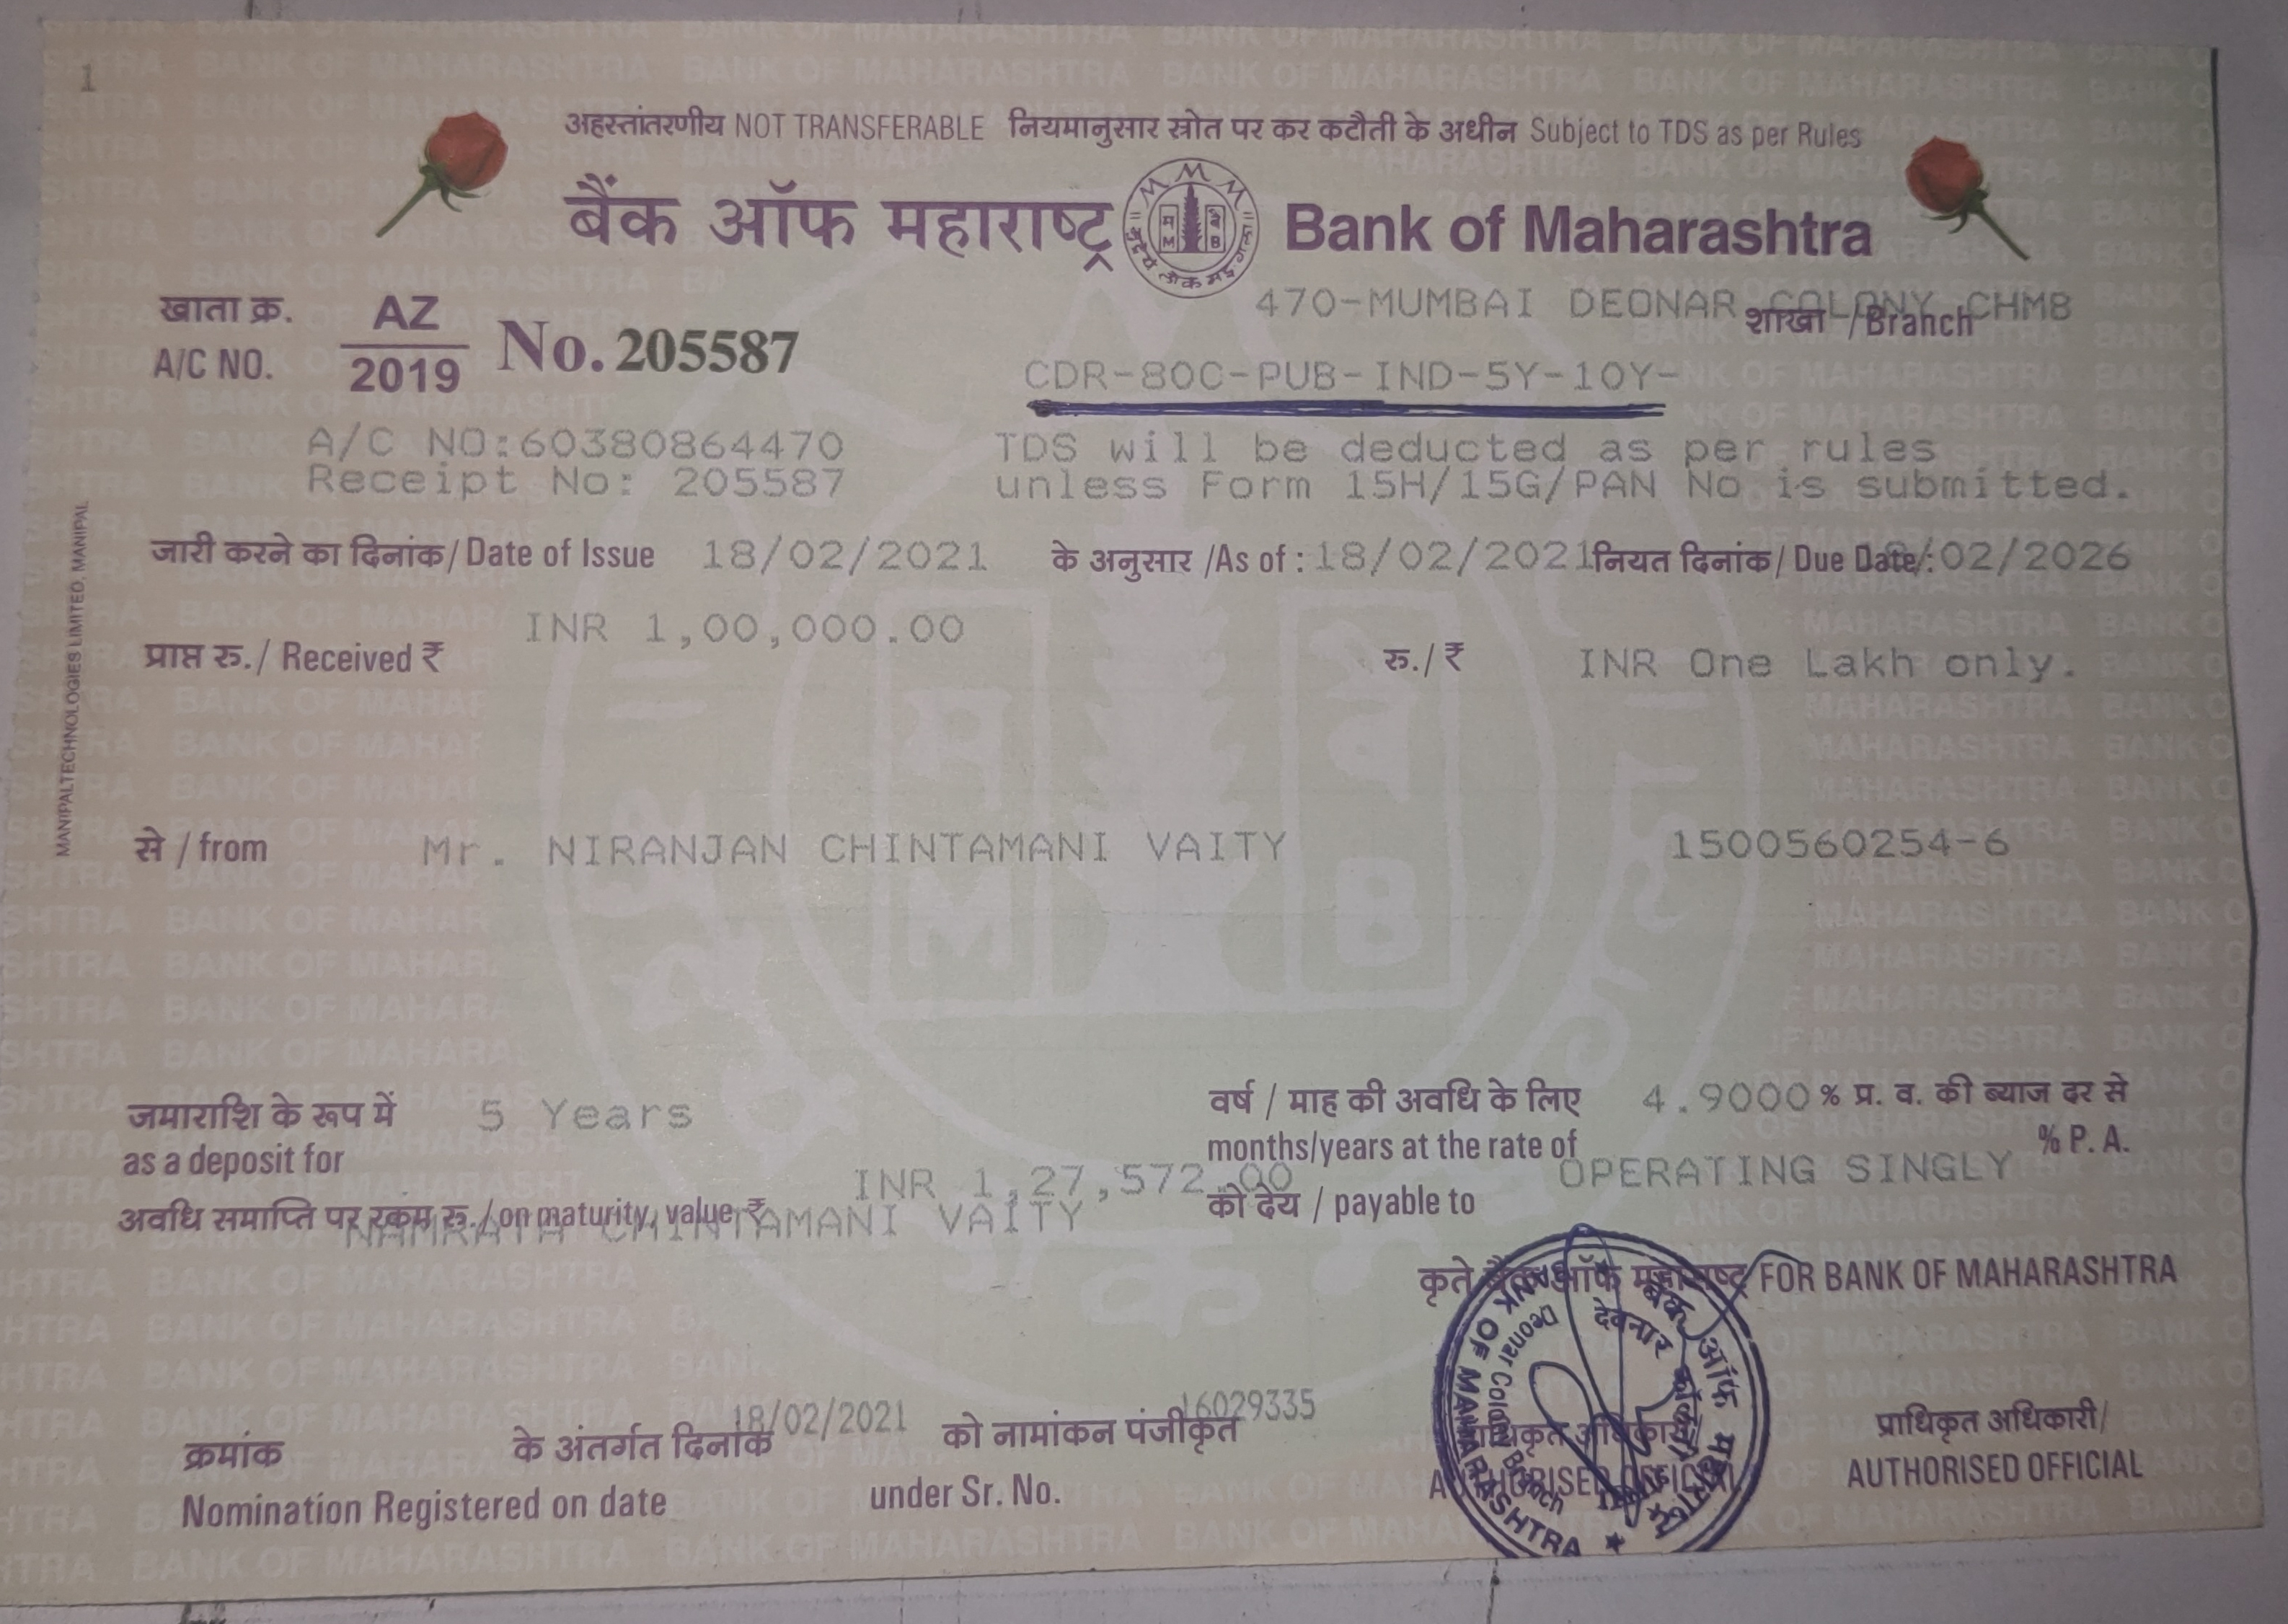 1
अहस्तांतरणीय NOT TRANSFERABLE नियमानुसार स्रोत पर कर कटौती के अधीन Subject to TDS as per Rules
बैंक ऑफ महाराष्ट्र Bank of Maharashtra
470-MUMBAI DEONAR COLONY CHMB
शाखा /Branch
खाता क्र. AZ
A/C NO. 2019 No. 205587
CDR-80C-PUB-IND-5Y-10Y-
A/C NO:60380864470 TDS will be deducted as per rules
Receipt No: 205587 unless Form 15H/15G/PAN No is submitted.
जारी करने का दिनांक/ Date of Issue 18/02/2021 के अनुसार /As of : 18/02/2021 नियत दिनांक/ Due Date : /02/2026
INR 1,00,000.00
प्राप्त रु./ Received ₹ रु./ ₹ INR One Lakh only.
से / from Mr. NIRANJAN CHINTAMANI VAITY 1500560254-6
जमाराशि के रूप में 5 Years वर्ष / माह की अवधि के लिए 4.9000 % प्र. व. की ब्याज दर से
as a deposit for months/years at the rate of % P. A.
INR 1,27,572.00 OPERATING SINGLY
अवधि समाप्ति पर रकम रु./ on maturity, value ₹ को देय / payable to
CHINTAMANI VAITY
कृते बैंक ऑफ महाराष्ट्र FOR BANK OF MAHARASHTRA
बैंक ऑफ महाराष्ट्र
देवनार कॉलनी
BANK OF MAHARASHTRA
Deonar Colony Branch
18/02/2021 16029335
क्रमांक के अंतर्गत दिनांक को नामांकन पंजीकृत प्राधिकृत अधिकारी प्राधिकृत अधिकारी/
Nomination Registered on date under Sr. No. AUTHORISED OFFICIAL AUTHORISED OFFICIAL
MANIPAL TECHNOLOGIES LIMITED, MANIPAL